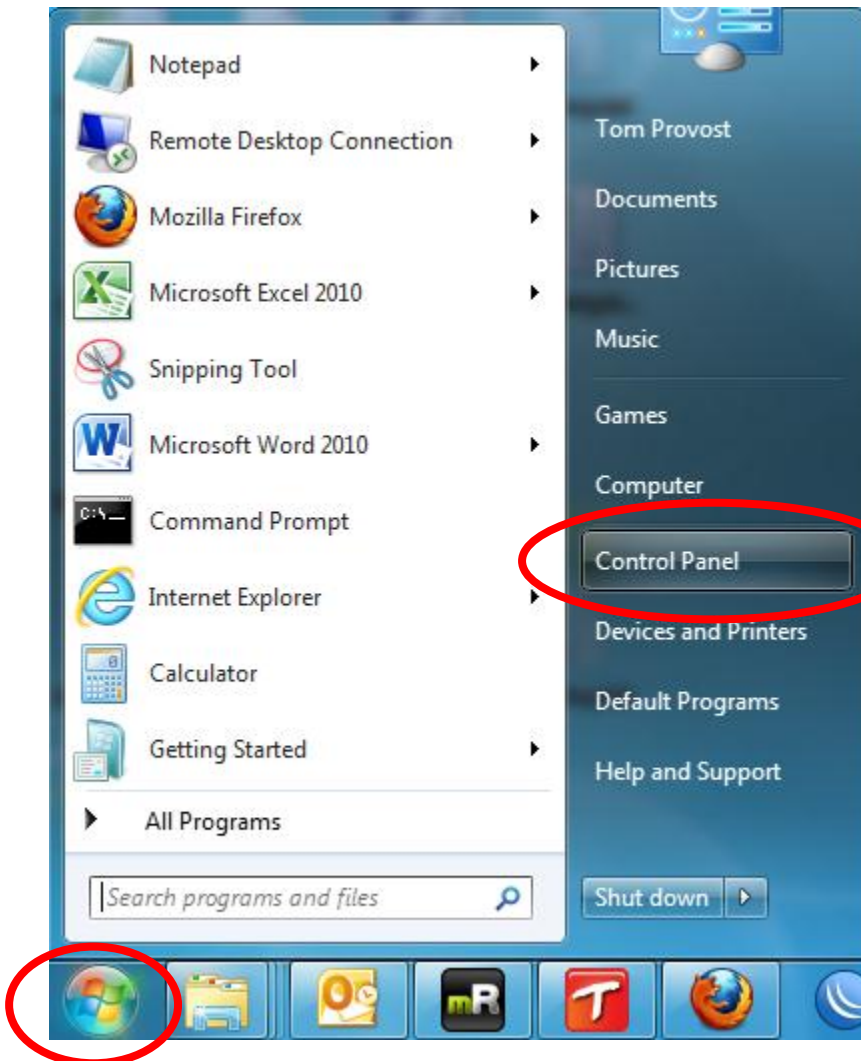 Notepad
Remote Desktop Connection
Mozilla Firefox
Microsoft Excel 2010
Snipping Tool
Microsoft Word 2010
C:\_
Command Prompt
Internet Explorer
Calculator
Getting Started
All Programs
Search programs and files
Tom Provost
Documents
Pictures
Music
Games
Computer
Control Panel
Devices and Printers
Default Programs
Help and Support
Shut down
mR